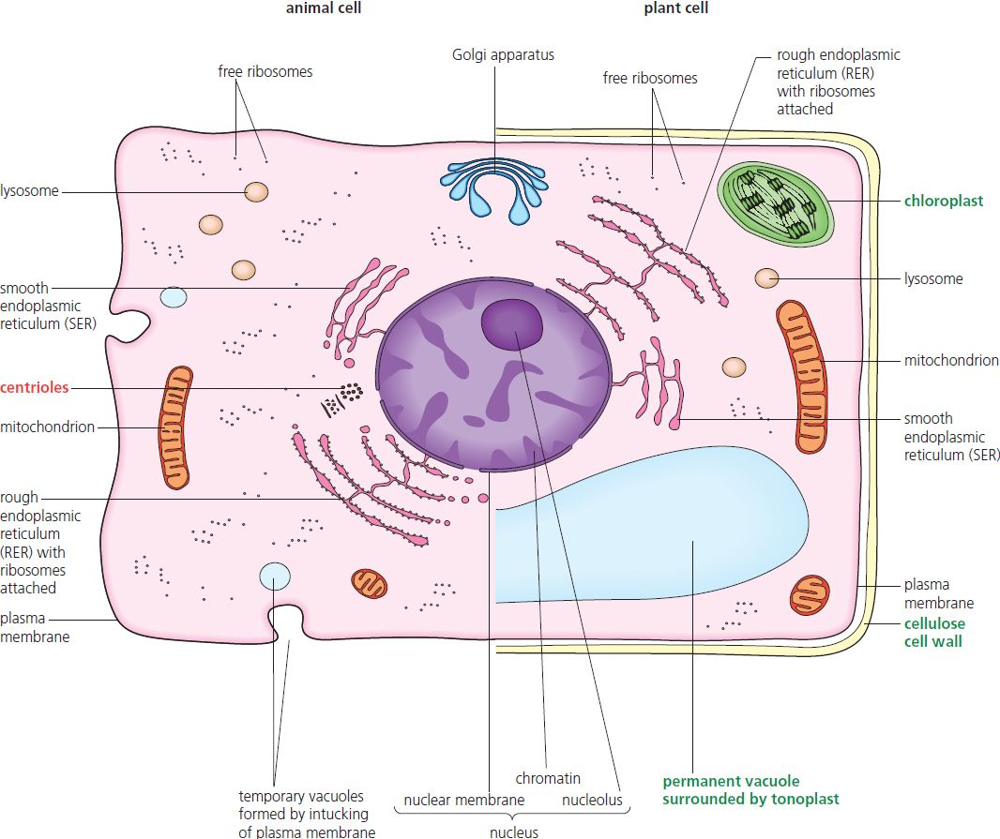 animal cell
plant cell
Golgi apparatus
free ribosomes
free ribosomes
rough endoplasmic
reticulum (RER)
with ribosomes
attached
lysosome
smooth
endoplasmic
reticulum (SER)
centrioles
mitochondrion
rough
endoplasmic
reticulum
(RER) with
ribosomes
attached
plasma
membrane
chloroplast
lysosome
mitochondrion
smooth
endoplasmic
reticulum (SER)
plasma
membrane
cellulose
cell wall
temporary vacuoles
formed by intucking
of plasma membrane
chromatin
nuclear membrane
nucleolus
nucleus
permanent vacuole
surrounded by tonoplast